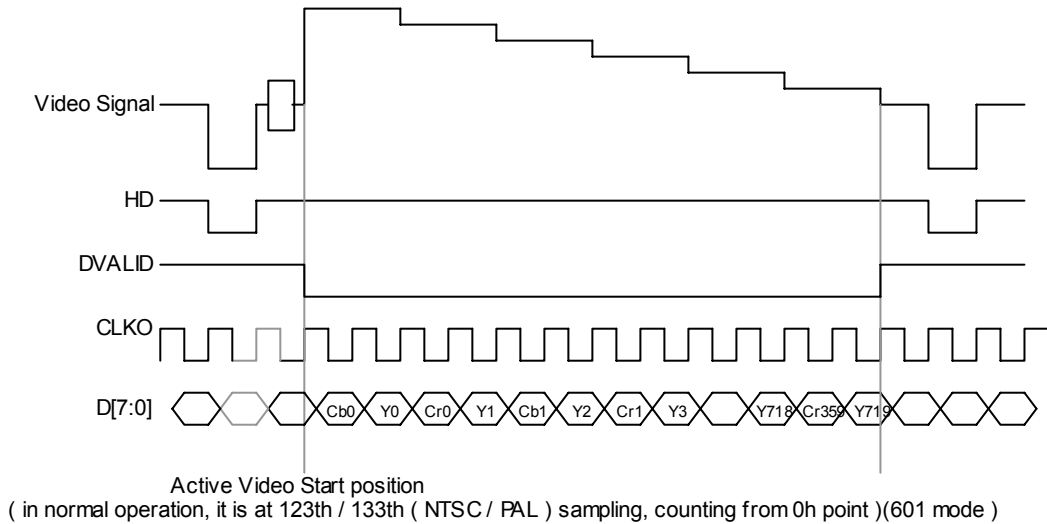 Video Signal
HD
DVALID
CLKO
D[7:0]
Cb0 Y0 Cr0 Y1 Cb1 Y2 Cr1 Y3 Y718 Cr359 Y719
Active Video Start position
( in normal operation, it is at 123th / 133th ( NTSC / PAL ) sampling, counting from 0h point )(601 mode )